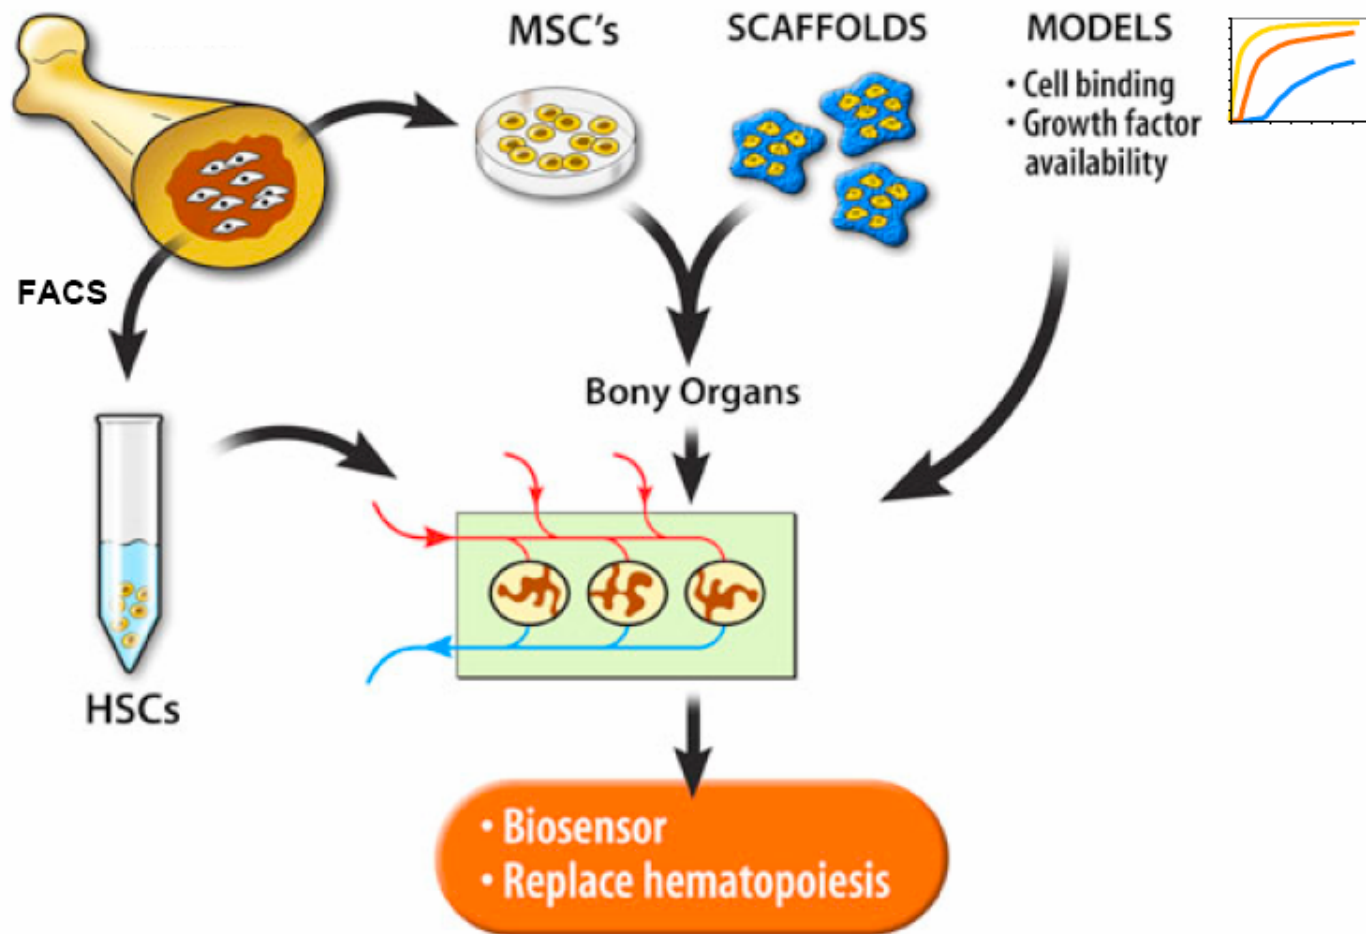 MSC's
SCAFFOLDS
MODELS
• Cell binding
• Growth factor
availability
FACS
Bony Organs
HSCs
• Biosensor
• Replace hematopoiesis